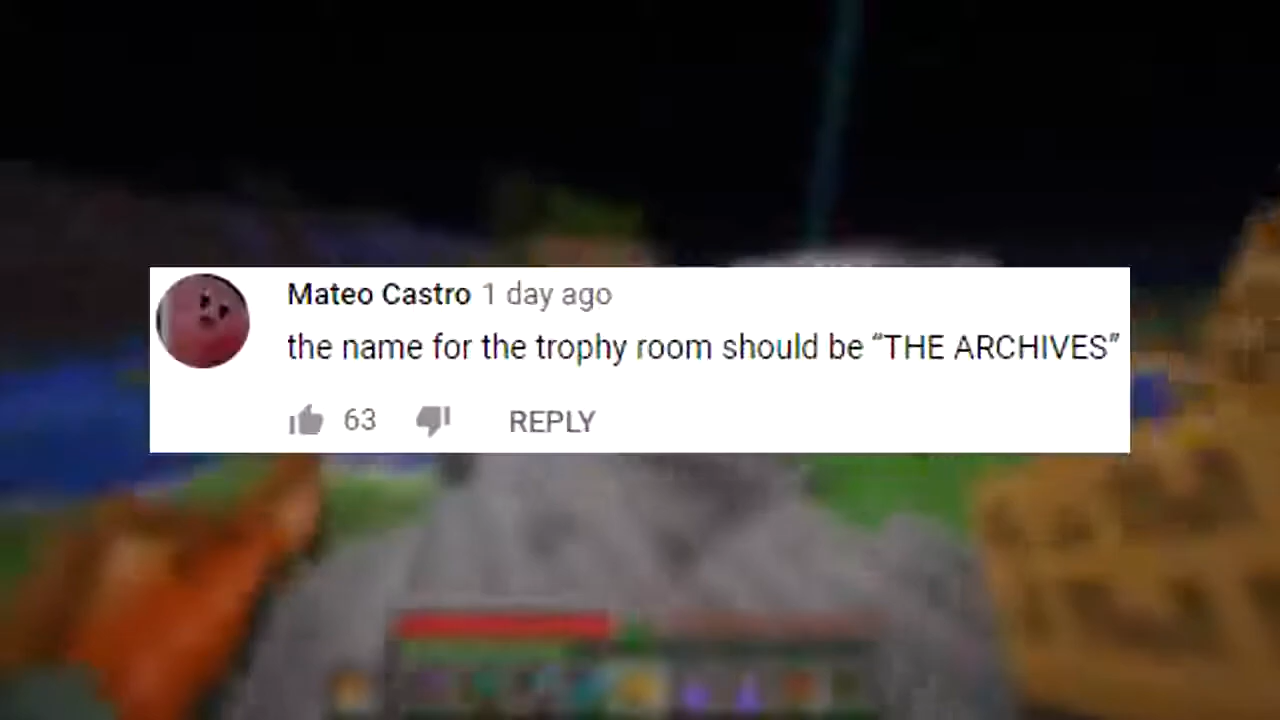 Mateo Castro 1 day ago
the name for the trophy room should be “THE ARCHIVES”
63 REPLY